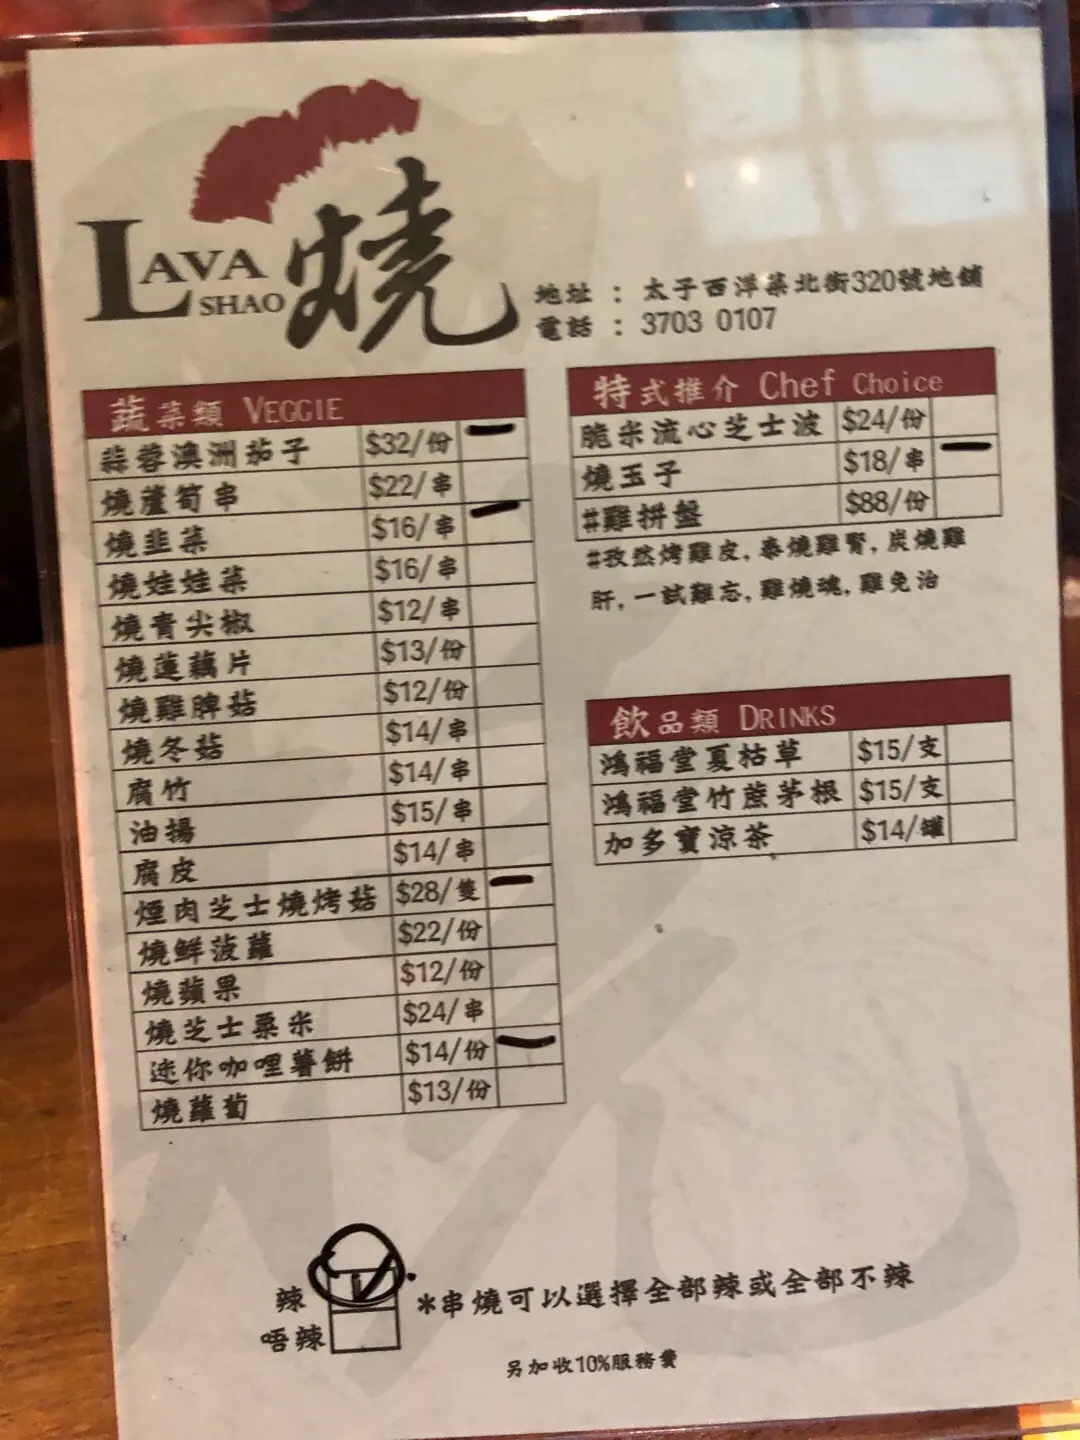 LAVA
SHAO
燒
地址 : 太子西洋菜北街320號地舖
電話 : 3703 0107
蔬菜類 VEGGIE
蒜蓉澳洲茄子 $32/份
燒蘆筍串 $22/串
燒韭菜 $16/串
燒娃娃菜 $16/串
燒青尖椒 $12/串
燒蓮藕片 $13/份
燒雞脾菇 $12/份
燒冬菇 $14/串
腐竹 $14/串
油揚 $15/串
腐皮 $14/串
煙肉芝士燒烤菇 $28/隻
燒鮮菠蘿 $22/份
燒蘋果 $12/份
燒芝士粟米 $24/串
迷你咖哩薯餅 $14/份
燒蘿蔔 $13/份
特式推介 Chef Choice
脆米流心芝士波 $24/份
燒玉子 $18/串
#雞拼盤 $88/份
#孜然烤雞皮, 泰燒雞腎, 炭燒雞
肝, 一試難忘, 雞燒魂, 雞免治
飲品類 DRINKS
鴻福堂夏枯草 $15/支
鴻福堂竹蔗茅根 $15/支
加多寶涼茶 $14/罐
辣
唔辣
*串燒可以選擇全部辣或全部不辣
另加收10%服務費